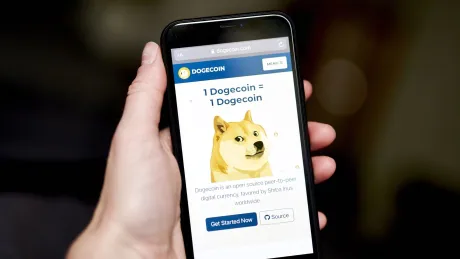 dogecoin.com
DOGECOIN
MENU
1 Dogecoin =
1 Dogecoin
Dogecoin is an open source peer-to-peer
digital currency, favored by Shiba Inus
worldwide.
Get Started Now
Source